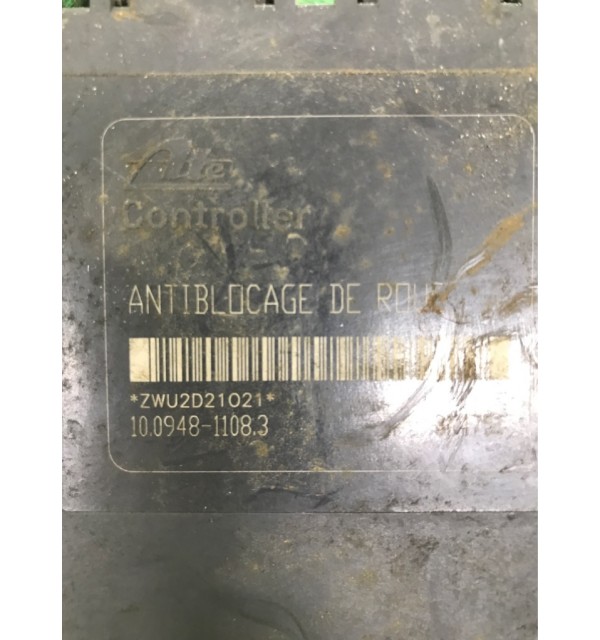 Ate
Controller
ANTIBLOCAGE DE
*ZWU2D21021*
10.0948-1108.3